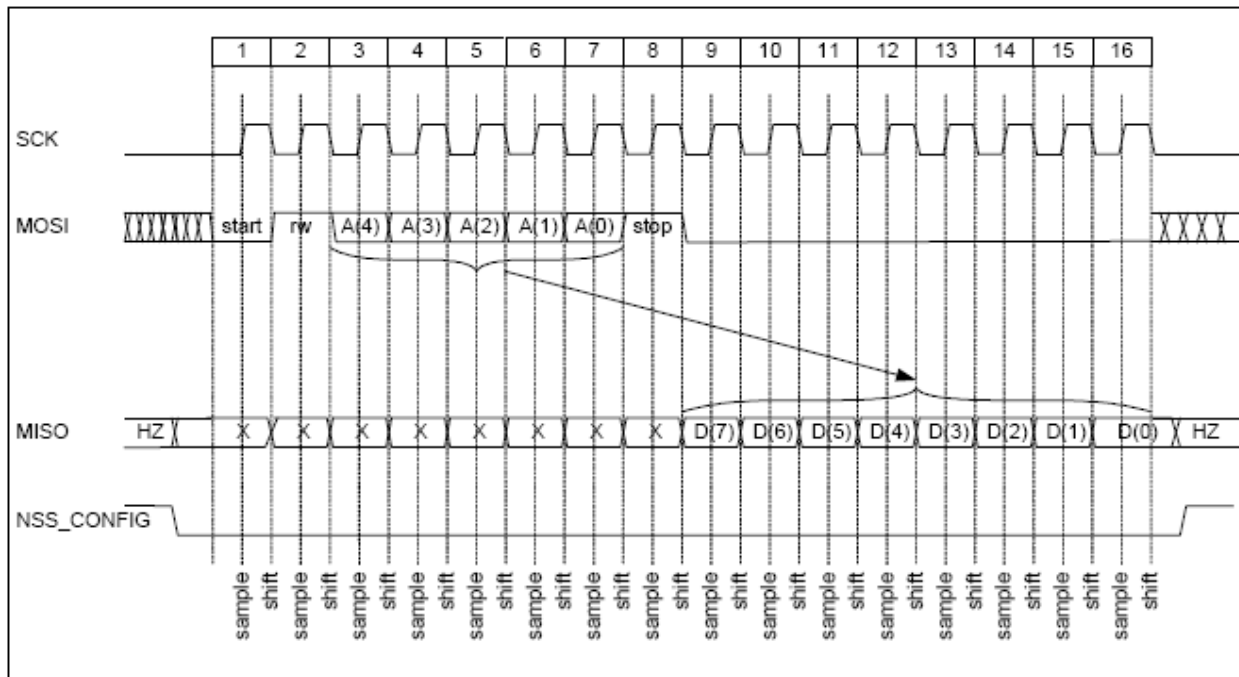 1 2 3 4 5 6 7 8 9 10 11 12 13 14 15 16
SCK
MOSI start rw A(4) A(3) A(2) A(1) A(0) stop
MISO HZ X X X X X X X X D(7) D(6) D(5) D(4) D(3) D(2) D(1) D(0) HZ
NSS_CONFIG
sample shift sample shift sample shift sample shift sample shift sample shift sample shift sample shift sample shift sample shift sample shift sample shift sample shift sample shift sample shift sample shift